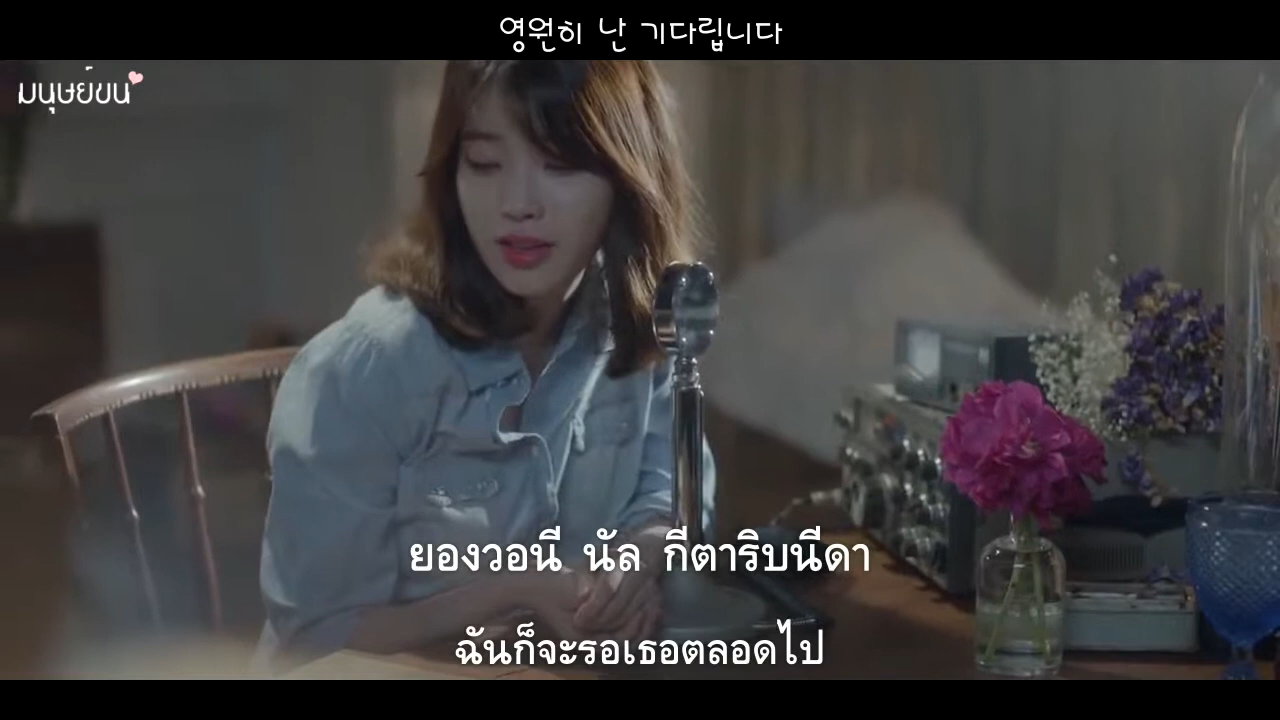 영원히 난 기다립니다
มนุษย์ขน
ยองวอนี นัล กีตาริบนีดา
ฉันก็จะรอเธอตลอดไป